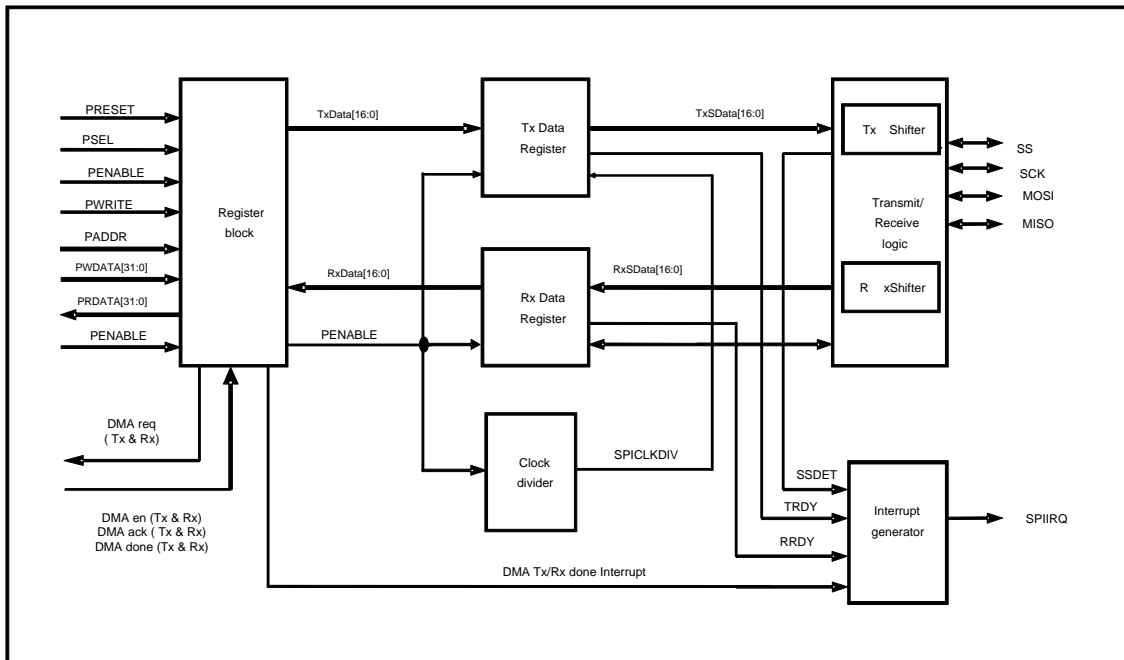 PRESET
PSEL
PENABLE
PWRITE
PADDR
PWDATA[31:0]
PRDATA[31:0]
PENABLE
Register
block
TxData[16:0]
RxData[16:0]
PENABLE
Tx Data
Register
Rx Data
Register
Clock
divider
SPICLKDIV
TxSData[16:0]
RxSData[16:0]
Tx Shifter
Transmit/
Receive
logic
R xShifter
SS
SCK
MOSI
MISO
DMA req
( Tx & Rx)
DMA en (Tx & Rx)
DMA ack ( Tx & Rx)
DMA done (Tx & Rx)
DMA Tx/Rx done Interrupt
SSDET
TRDY
RRDY
Interrupt
generator
SPIIRQ